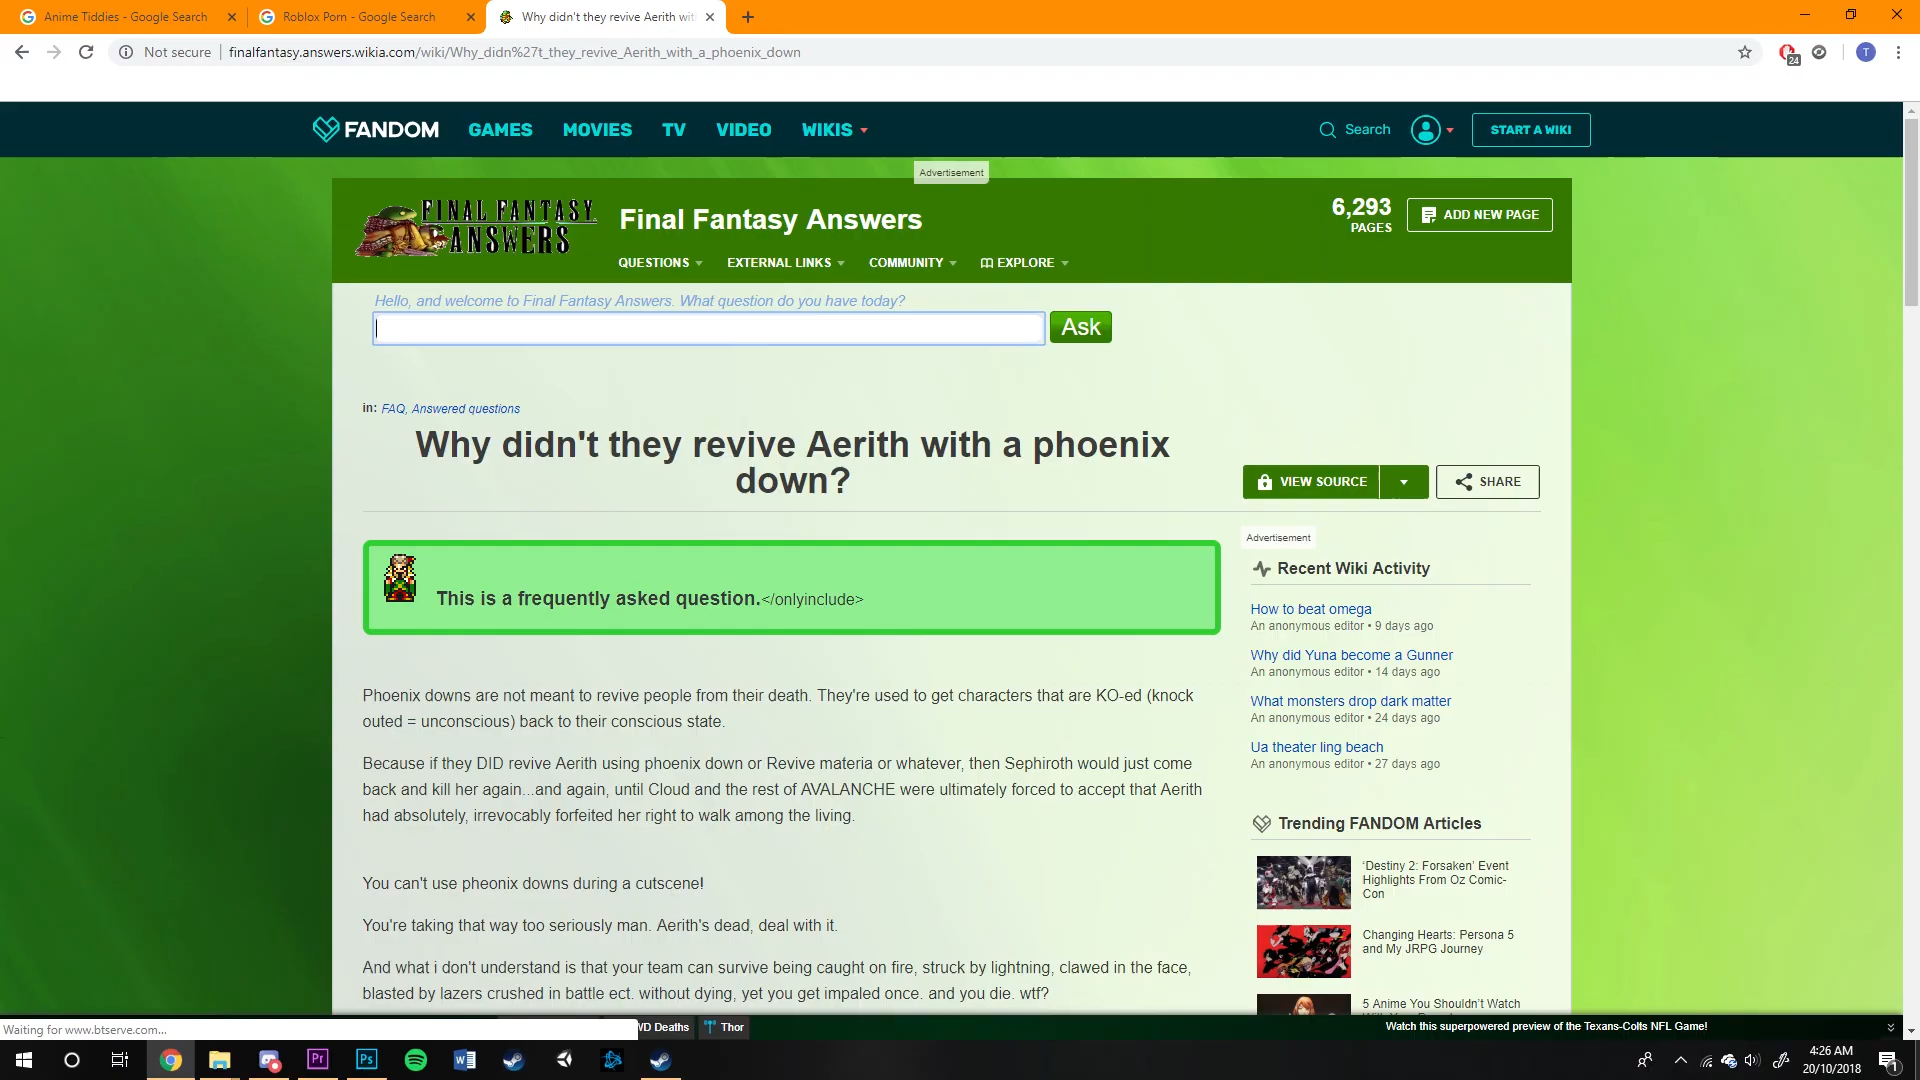 Anime Tiddies - Google Search
Roblox Porn - Google Search
Why didn't they revive Aerith wit
Not secure
finalfantasy.answers.wikia.com/wiki/Why_didn%27t_they_revive_Aerith_with_a_phoenix_down
24
T
FANDOM
GAMES
MOVIES
TV
VIDEO
WIKIS
Search
START A WIKI
Advertisement
FINAL FANTASY
ANSWERS
Final Fantasy Answers
6,293
PAGES
ADD NEW PAGE
QUESTIONS
EXTERNAL LINKS
COMMUNITY
EXPLORE
Hello, and welcome to Final Fantasy Answers. What question do you have today?
Ask
in: FAQ, Answered questions
Why didn't they revive Aerith with a phoenix
down?
VIEW SOURCE
SHARE
This is a frequently asked question.</onlyinclude>
Phoenix downs are not meant to revive people from their death. They're used to get characters that are KO-ed (knock
outed = unconscious) back to their conscious state.
Because if they DID revive Aerith using phoenix down or Revive materia or whatever, then Sephiroth would just come
back and kill her again...and again, until Cloud and the rest of AVALANCHE were ultimately forced to accept that Aerith
had absolutely, irrevocably forfeited her right to walk among the living.
You can't use pheonix downs during a cutscene!
You're taking that way too seriously man. Aerith's dead, deal with it.
And what i don't understand is that your team can survive being caught on fire, struck by lightning, clawed in the face,
blasted by lazers crushed in battle ect. without dying, yet you get impaled once. and you die. wtf?
Advertisement
Recent Wiki Activity
How to beat omega
An anonymous editor • 9 days ago
Why did Yuna become a Gunner
An anonymous editor • 14 days ago
What monsters drop dark matter
An anonymous editor • 24 days ago
Ua theater ling beach
An anonymous editor • 27 days ago
Trending FANDOM Articles
'Destiny 2: Forsaken' Event
Highlights From Oz Comic-
Con
Changing Hearts: Persona 5
and My JRPG Journey
5 Anime You Shouldn't Watch
Waiting for www.btserve.com...
WD Deaths
Thor
Watch this superpowered preview of the Texans-Colts NFL Game!
Pr
Ps
W
4:26 AM
20/10/2018
1